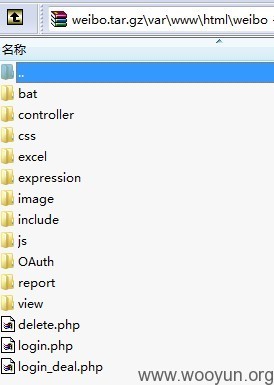 weibo.tar.gz\var\www\html\weibo -
名称
..
bat
controller
css
excel
expression
image
include
js
OAuth
report
view
delete.php
login.php
login_deal.php
www.wooyun.org